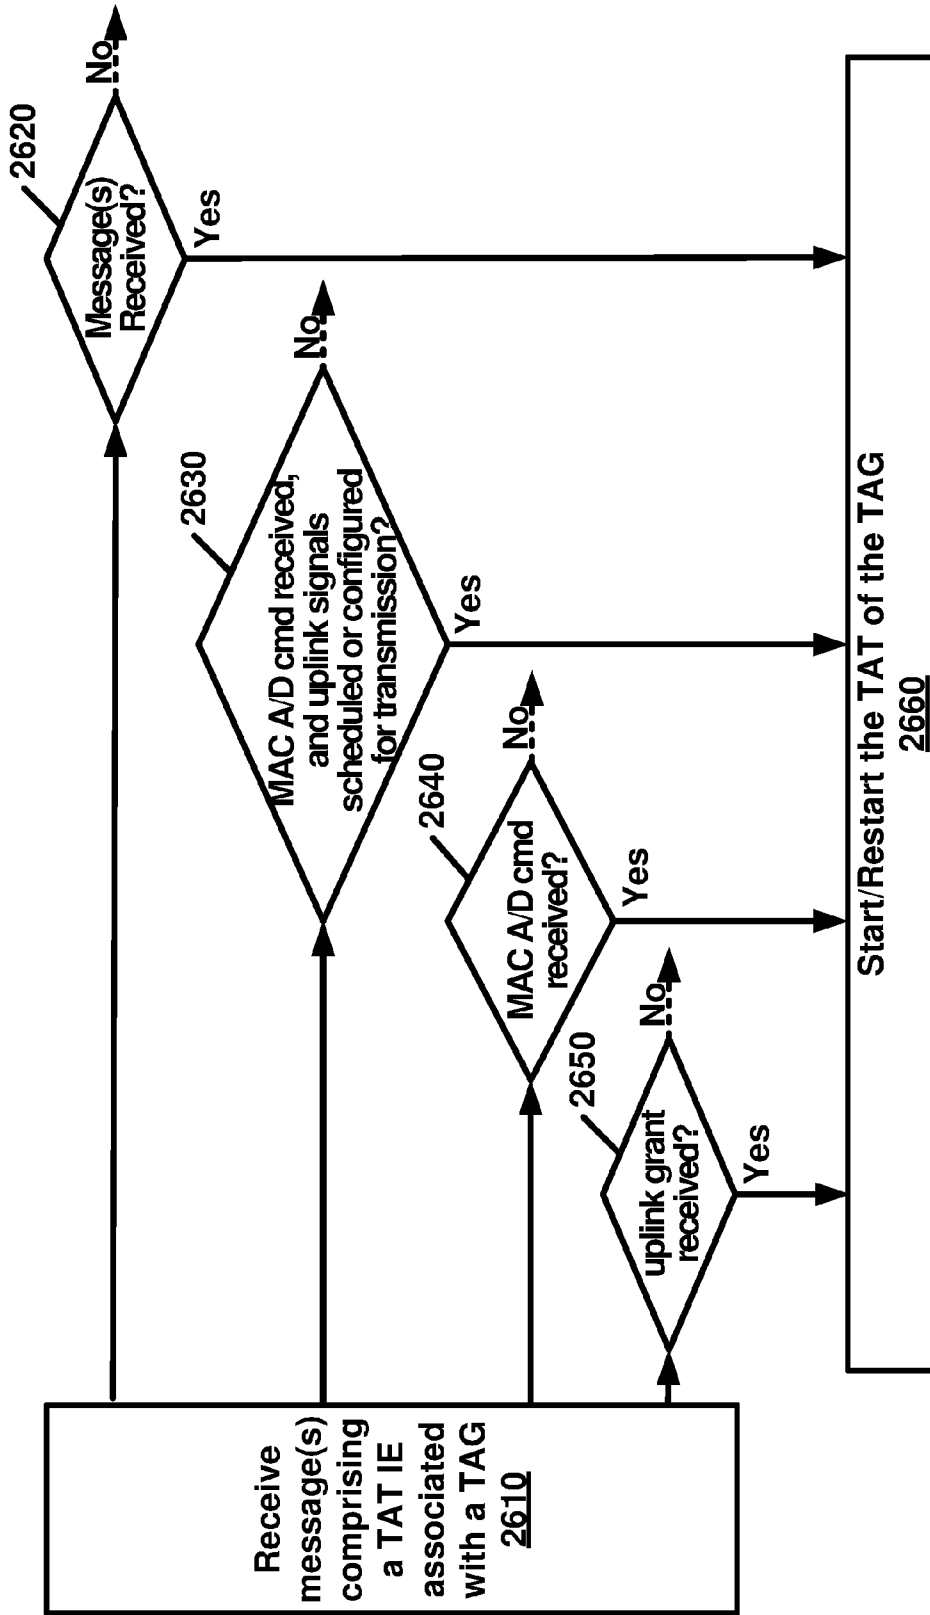 Receive
message(s)
comprising
a TAT IE
associated
with a TAG
2610
2620
Message(s)
Received?
No
Yes
2630
MAC A/D cmd received,
and uplink signals
scheduled or configured
for transmission?
No
Yes
2640
MAC A/D cmd
received?
No
Yes
2650
uplink grant
received?
No
Yes
Start/Restart the TAT of the TAG
2660